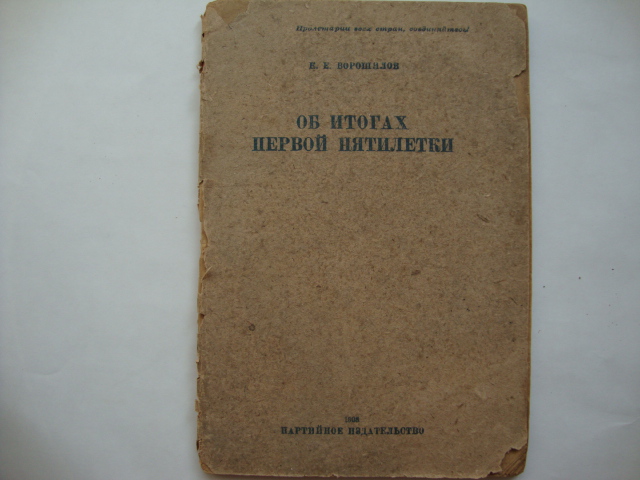 Пролетарии всех стран, соединяйтесь!
К. Е. ВОРОШИЛОВ
ОБ ИТОГАХ
ПЕРВОЙ ПЯТИЛЕТКИ
ПАРТИЙНОЕ ИЗДАТЕЛЬСТВО